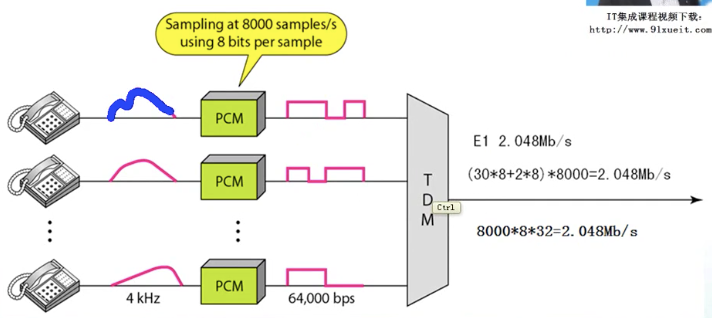 IT集成课程视频下载：
http://www.91xueit.com
Sampling at 8000 samples/s
using 8 bits per sample
PCM
E1 2.048Mb/s
PCM
(30*8+2*8)*8000=2.048Mb/s
T
D
M
Ctrl
8000*8*32=2.048Mb/s
PCM
4 kHz
64,000 bps